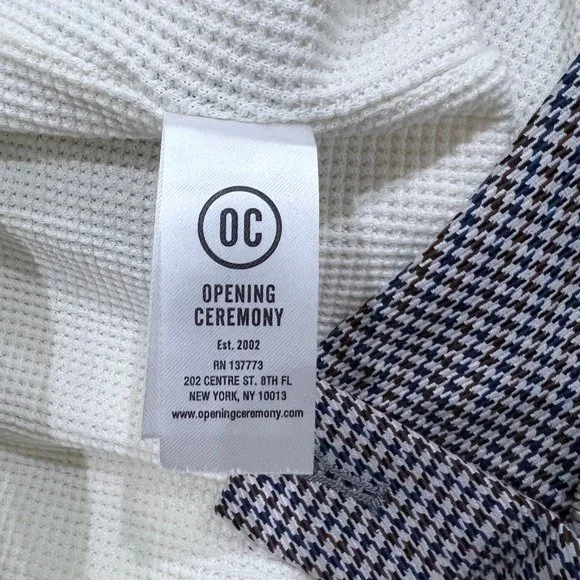 OC
OPENING
CEREMONY
Est. 2002
RN 137773
202 CENTRE ST. 8TH FL
NEW YORK, NY 10013
www.openingceremony.com